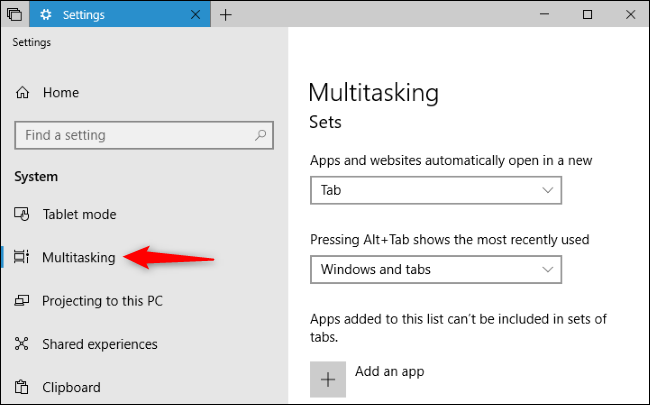 Settings
Settings
Home
Find a setting
System
Tablet mode
Multitasking
Projecting to this PC
Shared experiences
Clipboard
Multitasking
Sets
Apps and websites automatically open in a new
Tab
Pressing Alt+Tab shows the most recently used
Windows and tabs
Apps added to this list can't be included in sets of
tabs.
Add an app